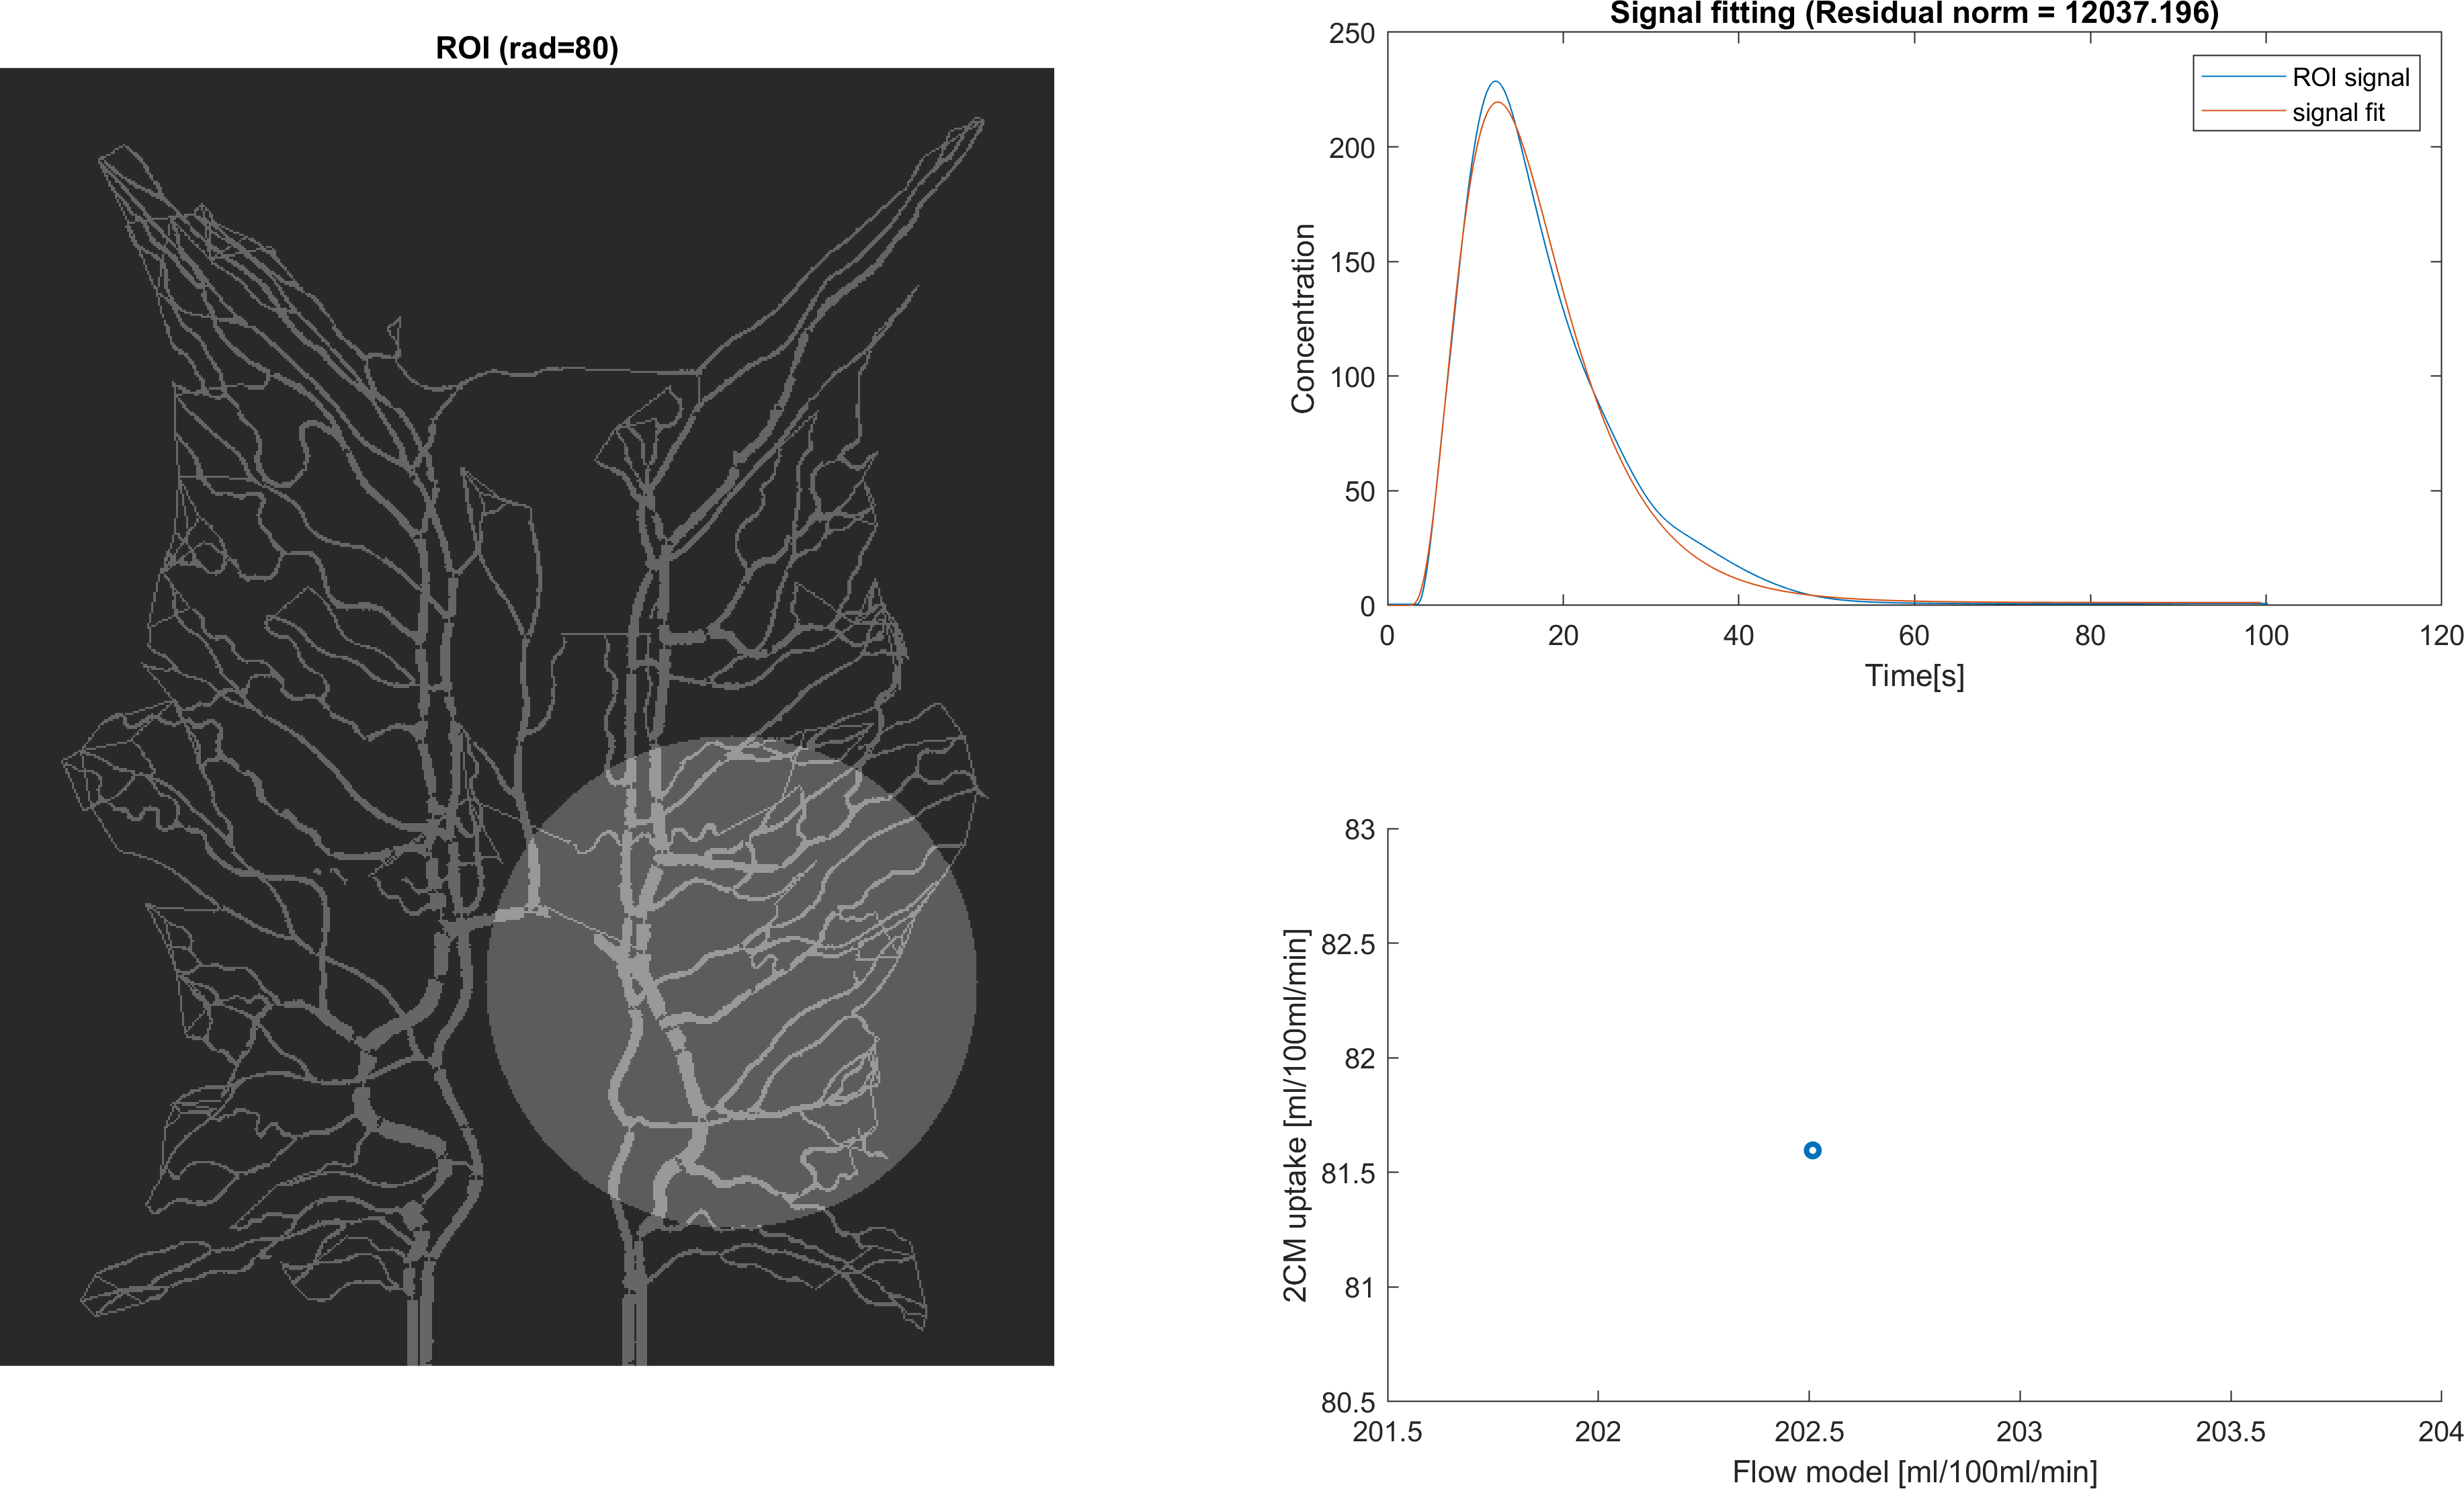 ROI (rad=80)
Signal fitting (Residual norm = 12037.196)
250
200
150
100
50
0
Concentration
ROI signal
signal fit
0 20 40 60 80 100 120
Time[s]
83
82.5
82
81.5
81
80.5
2CM uptake [ml/100ml/min]
201.5 202 202.5 203 203.5 204
Flow model [ml/100ml/min]